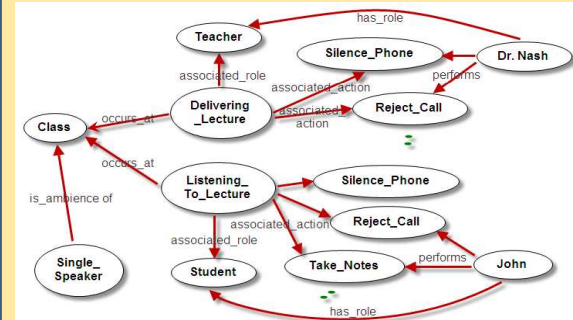 has_role
Teacher
Silence_Phone
Dr. Nash
associated_role
associated_action
performs
Delivering
_Lecture
associated_
action
Reject_Call
occurs_at
Class
occurs_at
Listening_
To_Lecture
Silence_Phone
is_ambience of
Reject_Call
associated_action
associated_role
Single_
Speaker
Student
Take_Notes
performs
John
has_role